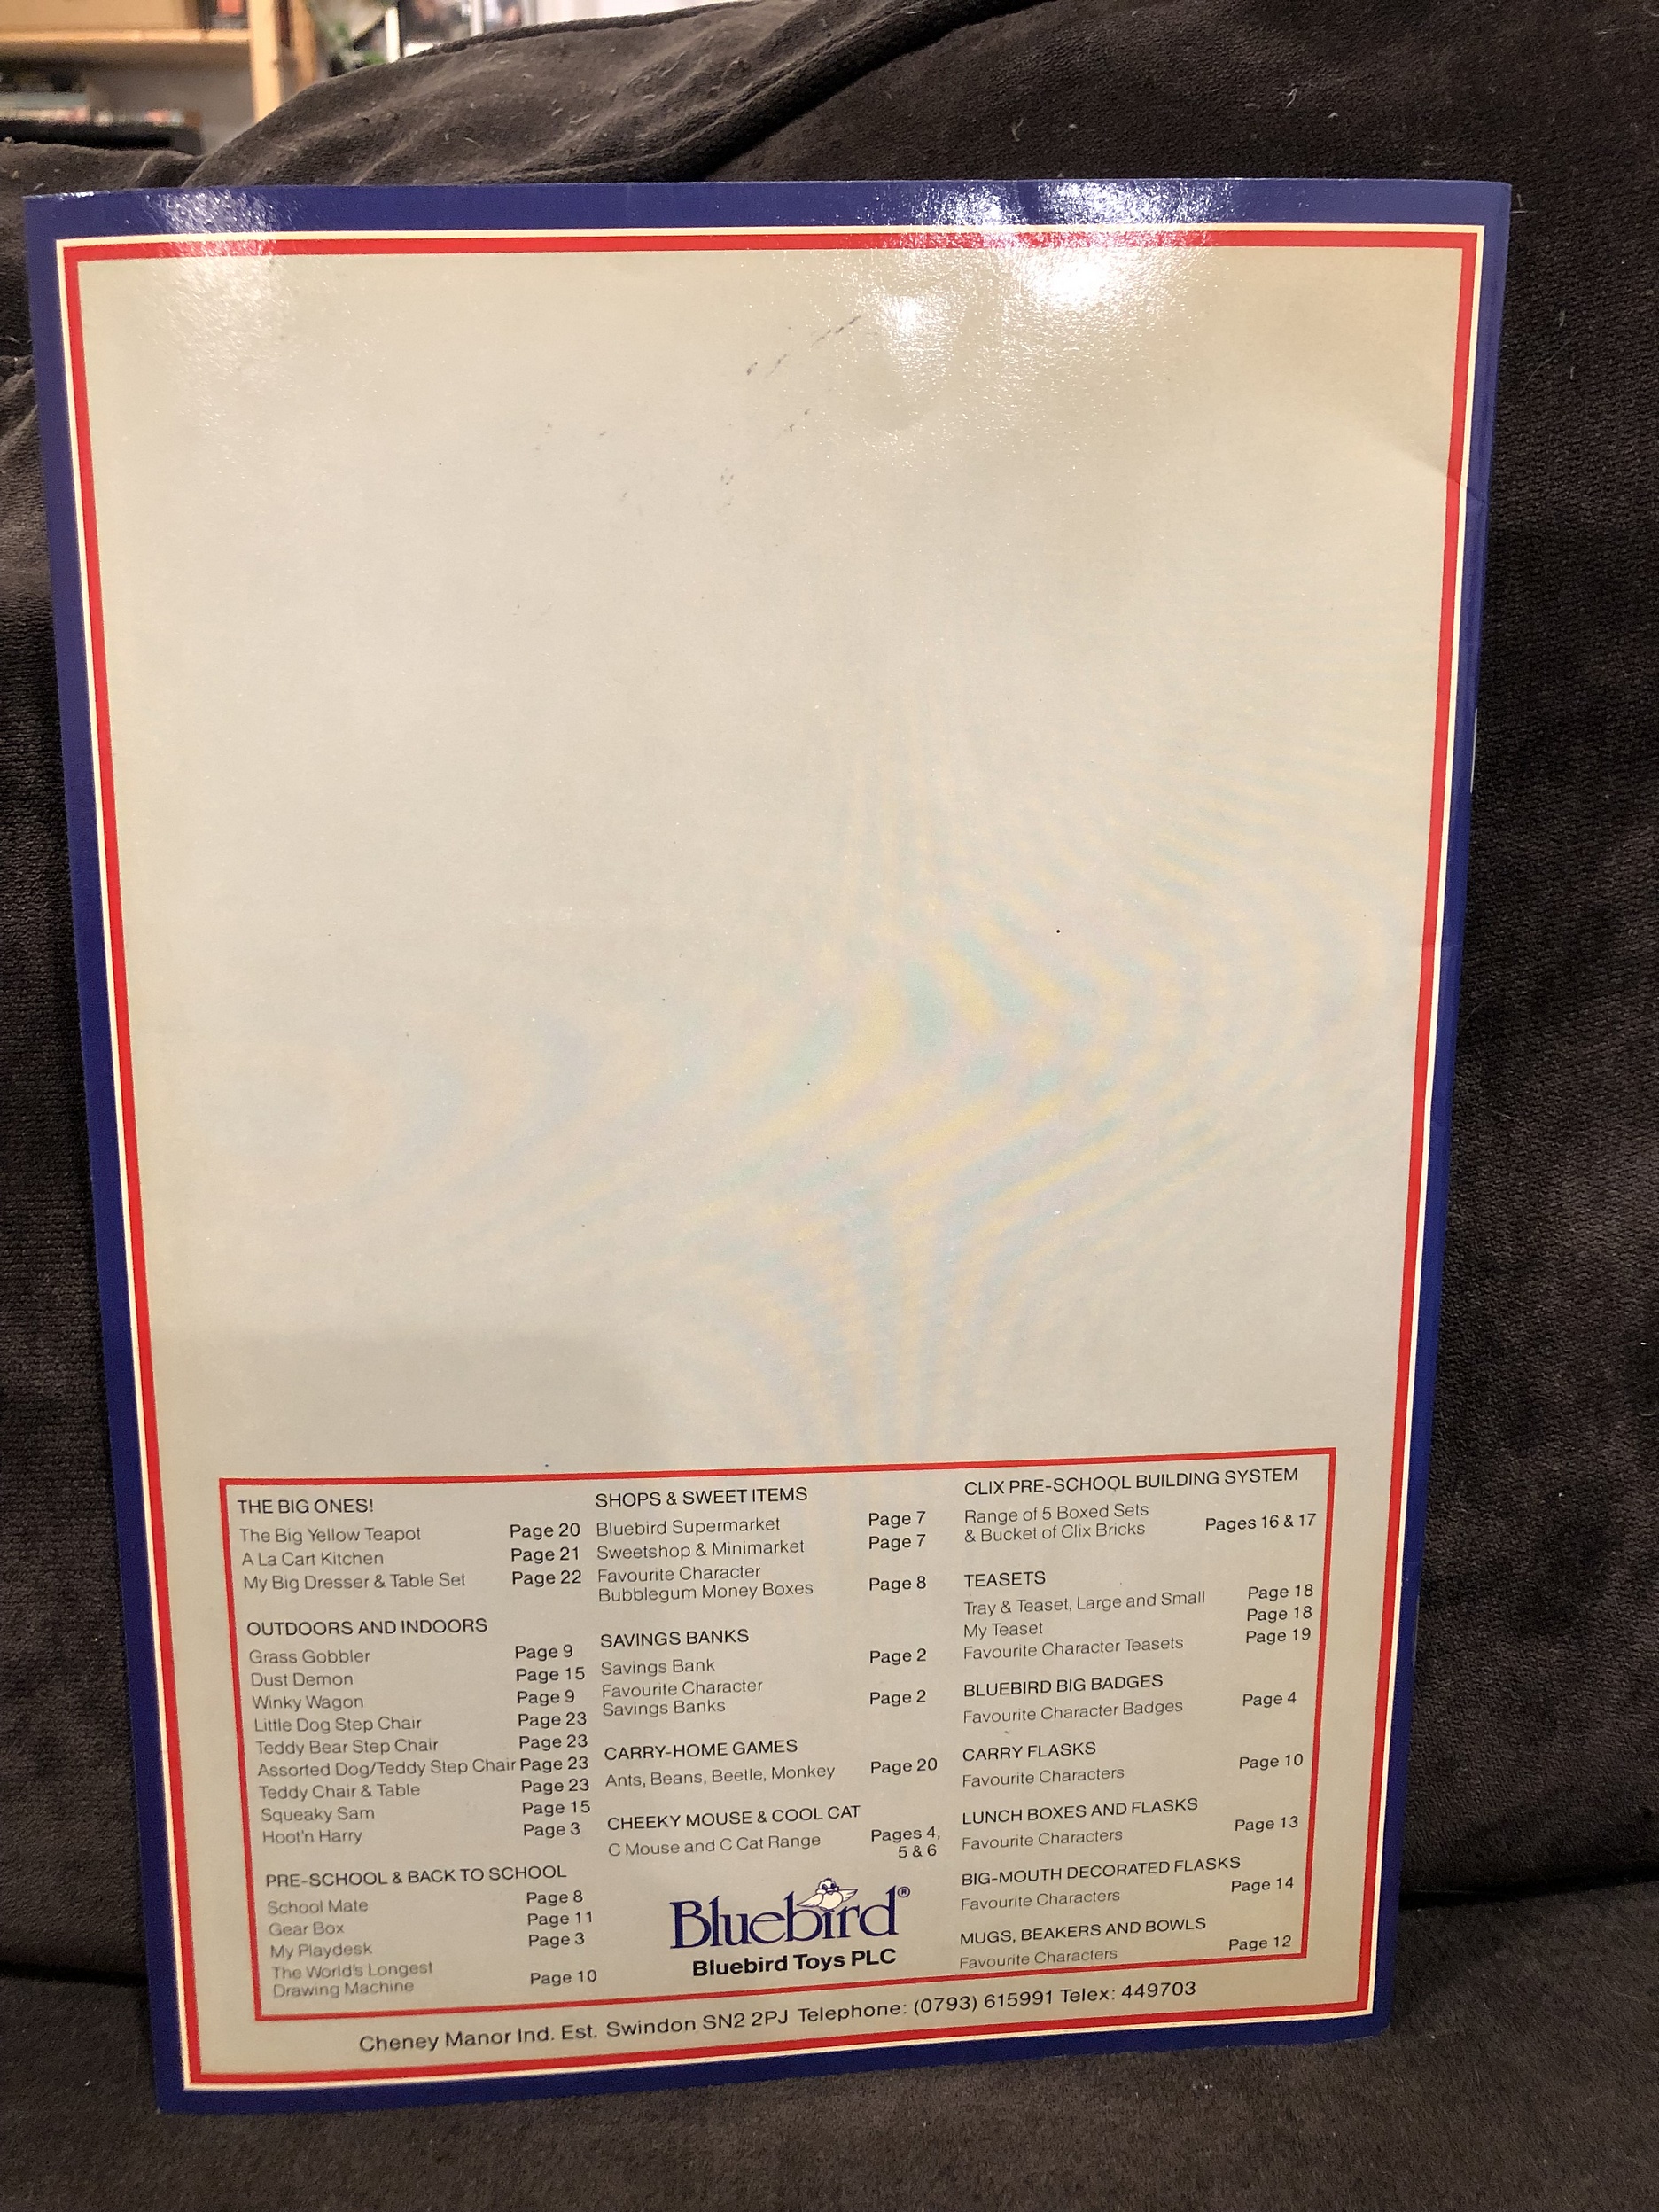 THE BIG ONES!
The Big Yellow Teapot Page 20
A La Cart Kitchen Page 21
My Big Dresser & Table Set Page 22
OUTDOORS AND INDOORS
Grass Gobbler Page 9
Dust Demon Page 15
Winky Wagon Page 9
Little Dog Step Chair Page 23
Teddy Bear Step Chair Page 23
Assorted Dog/Teddy Step Chair Page 23
Teddy Chair & Table Page 23
Squeaky Sam Page 15
Hoot'n Harry Page 3
PRE-SCHOOL & BACK TO SCHOOL
School Mate Page 8
Gear Box Page 11
My Playdesk Page 3
The World's Longest
Drawing Machine Page 10
SHOPS & SWEET ITEMS
Bluebird Supermarket Page 7
Sweetshop & Minimarket Page 7
Favourite Character
Bubblegum Money Boxes Page 8
SAVINGS BANKS
Savings Bank Page 2
Favourite Character
Savings Banks Page 2
CARRY-HOME GAMES
Ants, Beans, Beetle, Monkey Page 20
CHEEKY MOUSE & COOL CAT
C Mouse and C Cat Range Pages 4,
5 & 6
Bluebird®
Bluebird Toys PLC
CLIX PRE-SCHOOL BUILDING SYSTEM
Range of 5 Boxed Sets
& Bucket of Clix Bricks Pages 16 & 17
TEASETS
Tray & Teaset, Large and Small Page 18
My Teaset Page 18
Favourite Character Teasets Page 19
BLUEBIRD BIG BADGES
Favourite Character Badges Page 4
CARRY FLASKS
Favourite Characters Page 10
LUNCH BOXES AND FLASKS
Favourite Characters Page 13
BIG-MOUTH DECORATED FLASKS
Favourite Characters Page 14
MUGS, BEAKERS AND BOWLS
Favourite Characters Page 12
Cheney Manor Ind. Est. Swindon SN2 2PJ Telephone: (0793) 615991 Telex: 449703